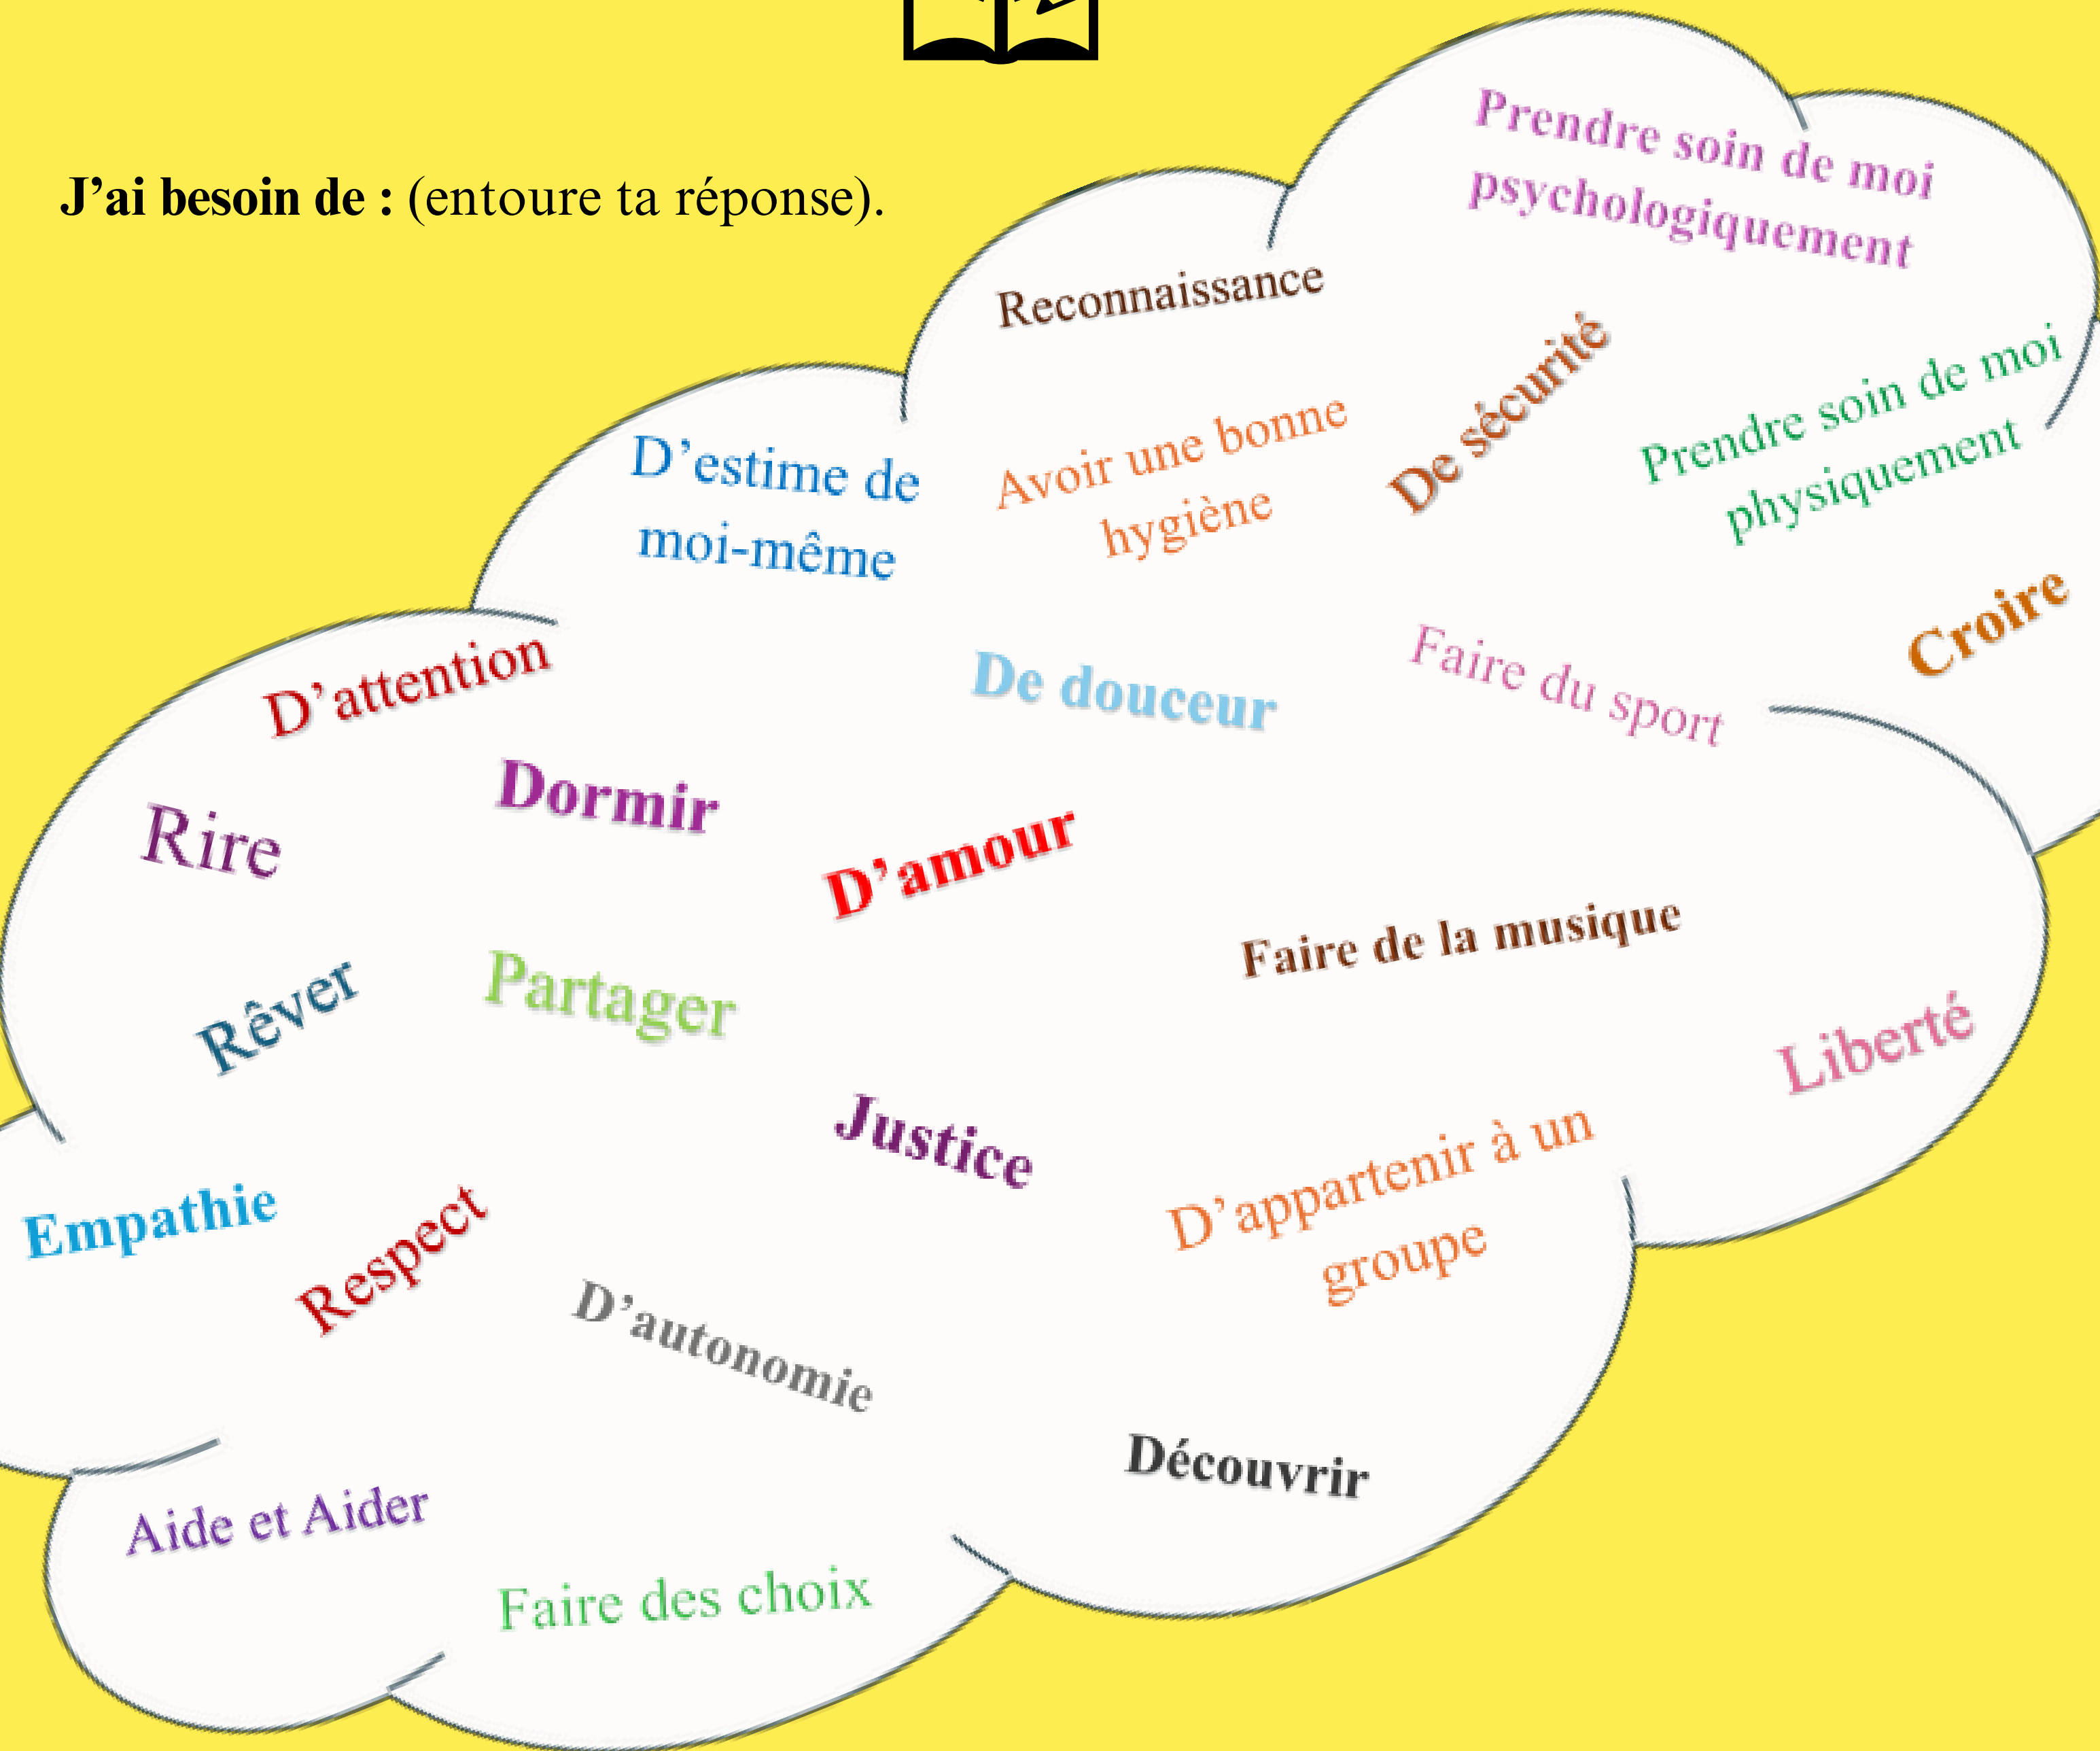 J’ai besoin de : (entoure ta réponse).
Prendre soin de moi
psychologiquement
Reconnaissance
De sécurité
Prendre soin de moi
physiquement
D’estime de
moi-même
Avoir une bonne
hygiène
Croire
D’attention
De douceur
Faire du sport
Dormir
Rire
D’amour
Faire de la musique
Rêver
Partager
Liberté
Justice
D’appartenir à un
groupe
Empathie
Respect
D’autonomie
Découvrir
Aide et Aider
Faire des choix